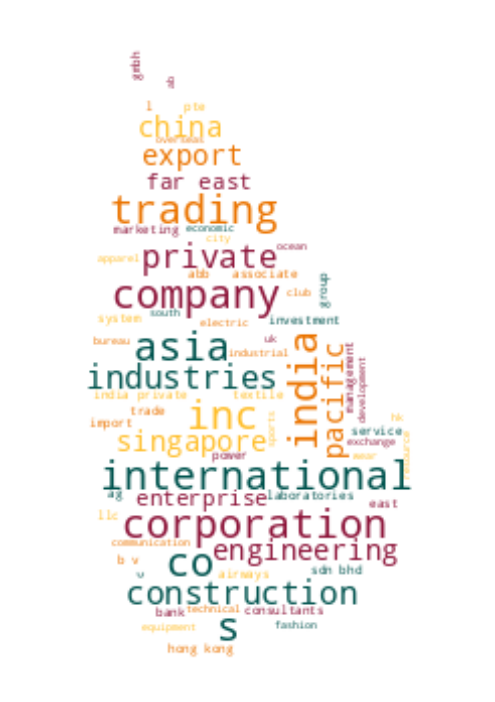 gmbh
ab
l pte
china
overseas
export
far east
trading
marketing economic
city
private ocean
apparel
abb associate
company club group
system south investment
electric
bureau asia industrial uk
industries india pacific management development
india private textile
trade inc hk
import sports
singapore service
exchange
power wear resource
international
ag enterprise laboratories
east
llc corporation
communication engineering
b v co
u airways sdn bhd
construction
bank technical consultants
equipment s fashion
hong kong